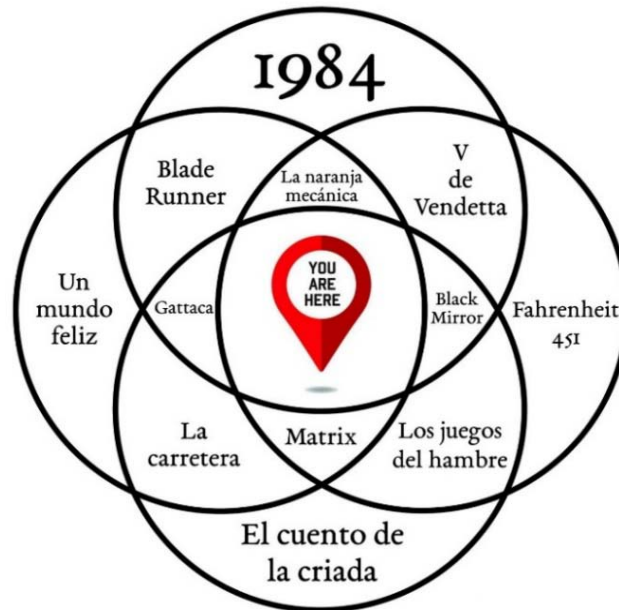 1984
Blade
Runner
La naranja
mecánica
V
de
Vendetta
Un
mundo
feliz
Gattaca
YOU
ARE
HERE
Black
Mirror
Fahrenheit
451
La
carretera
Matrix
Los juegos
del hambre
El cuento de
la criada